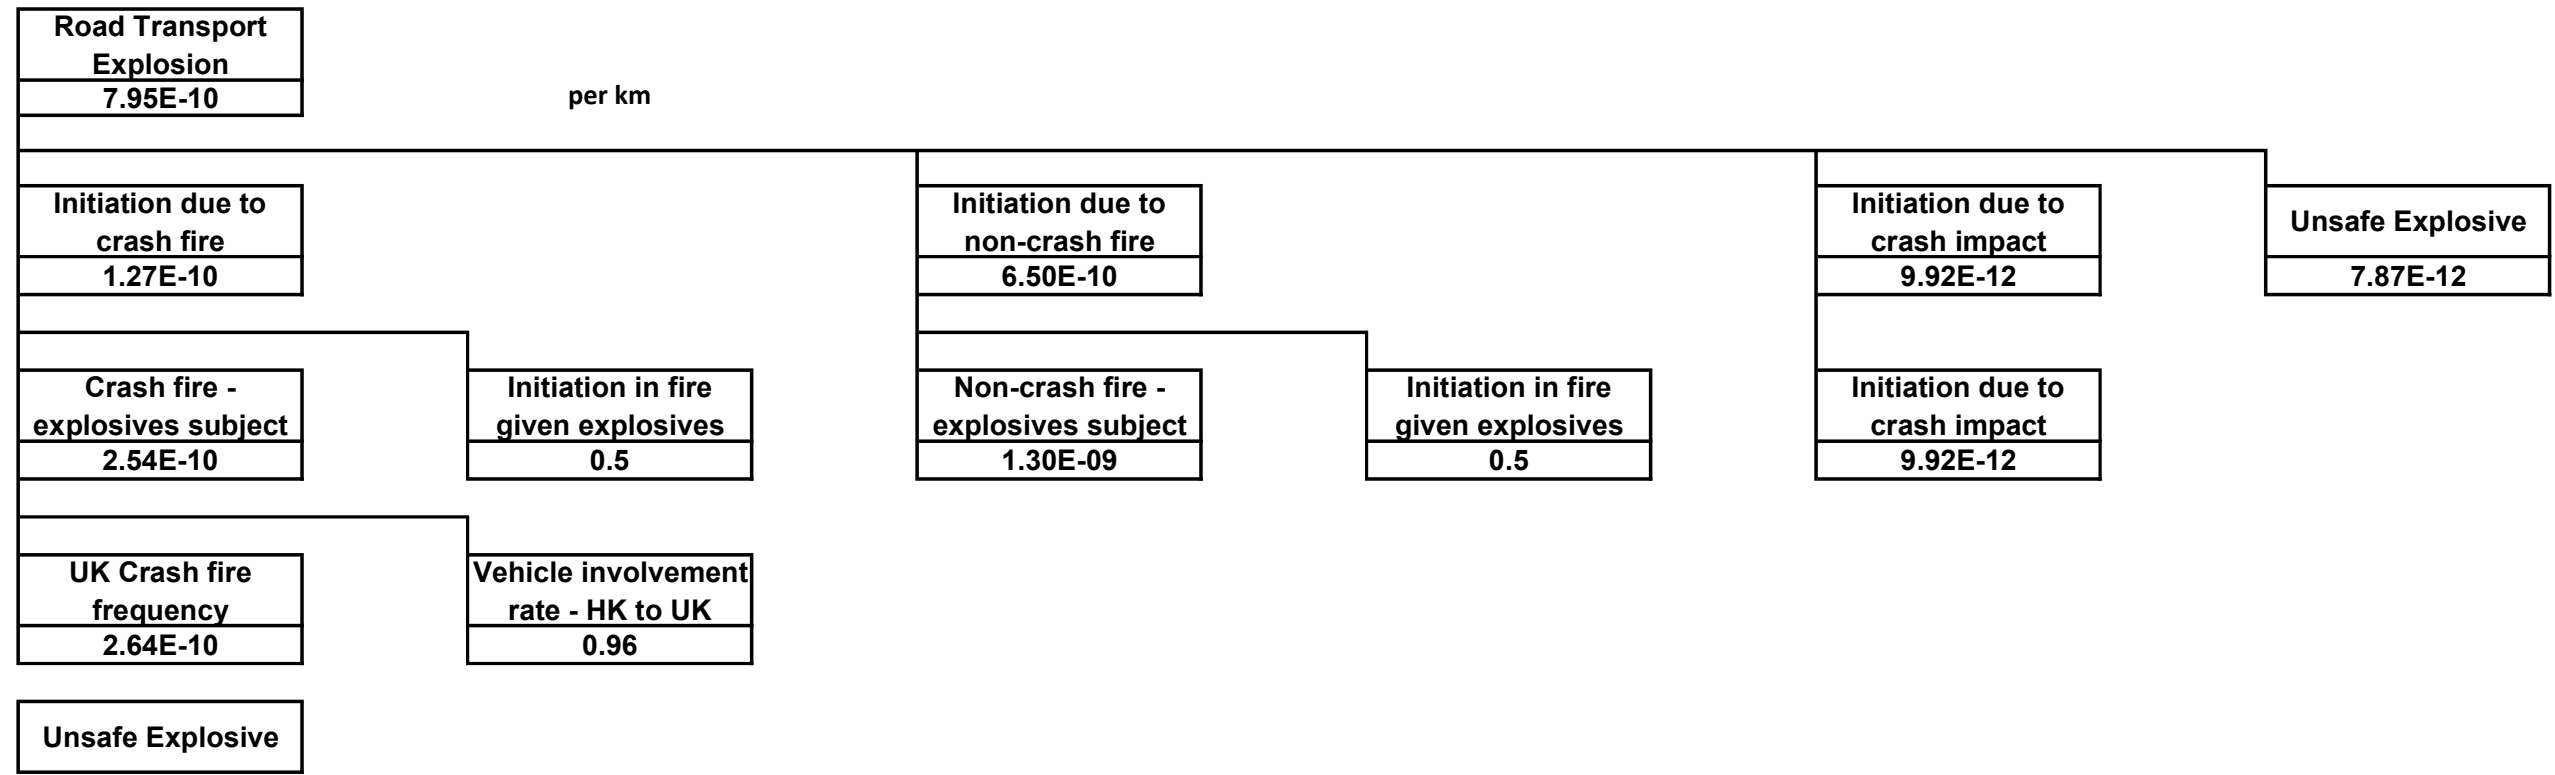 Road Transport
Explosion
7.95E-10
per km
Initiation due to
crash fire
1.27E-10
Initiation due to
non-crash fire
6.50E-10
Initiation due to
crash impact
9.92E-12
Unsafe Explosive
7.87E-12
Crash fire -
explosives subject
2.54E-10
Initiation in fire
given explosives
0.5
Non-crash fire -
explosives subject
1.30E-09
Initiation in fire
given explosives
0.5
Initiation due to
crash impact
9.92E-12
UK Crash fire
frequency
2.64E-10
Vehicle involvement
rate - HK to UK
0.96
Unsafe Explosive